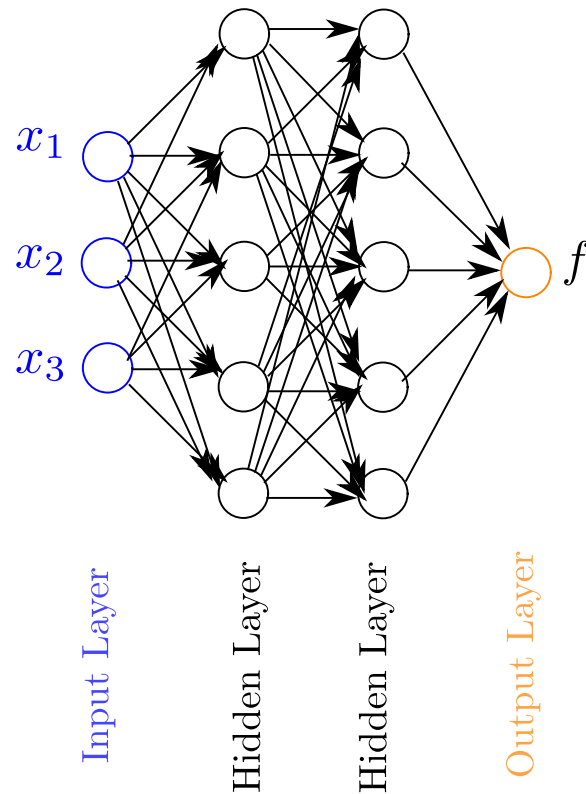 x₁
x₂
x₃
f
Input Layer
Hidden Layer
Hidden Layer
Output Layer